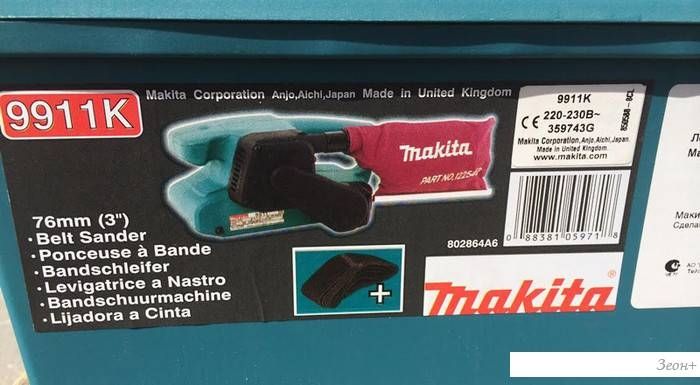 9911K
Makita Corporation Anjo,Aichi,Japan Made in United Kingdom
makita
PART NO.122548
76mm (3")
·Belt Sander
·Ponceuse à Bande
·Bandschleifer
·Levigatrice a Nastro
·Bandschuurmachine
·Lijadora a Cinta
+
802864A6
9911K
CE 220-230B~
359743G
Makita Corporation,Anjo,Aichi,Japan.
Made in United Kingdom.
www.makita.com
0 88381 05971 8
makita®
Зеон+